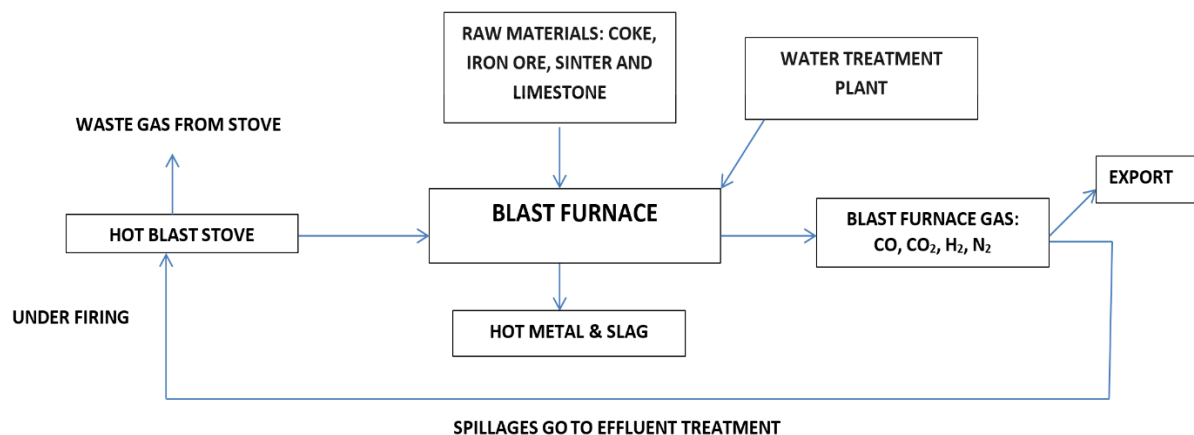 RAW MATERIALS: COKE,
IRON ORE, SINTER AND
LIMESTONE
WATER TREATMENT
PLANT
WASTE GAS FROM STOVE
EXPORT
HOT BLAST STOVE
BLAST FURNACE
BLAST FURNACE GAS:
CO, CO₂, H₂, N₂
UNDER FIRING
HOT METAL & SLAG
SPILLAGES GO TO EFFLUENT TREATMENT